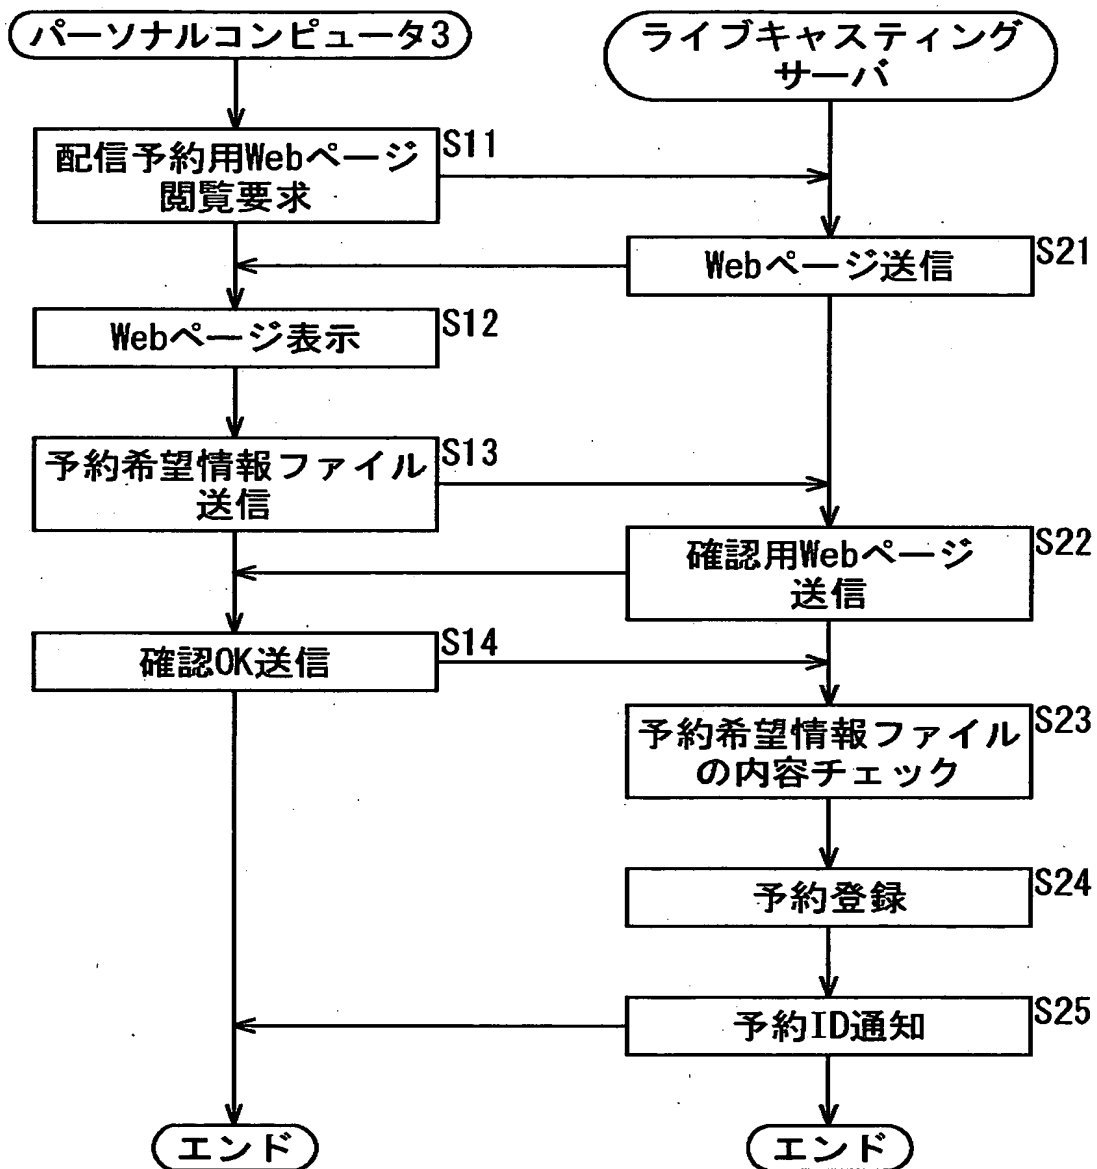 パーソナルコンピュータ3
ライブキャスティング
サーバ
配信予約用Webページ
閲覧要求
S11
Webページ送信
S21
Webページ表示
S12
予約希望情報ファイル
送信
S13
確認用Webページ
送信
S22
確認OK送信
S14
予約希望情報ファイル
の内容チェック
S23
予約登録
S24
予約ID通知
S25
エンド
エンド